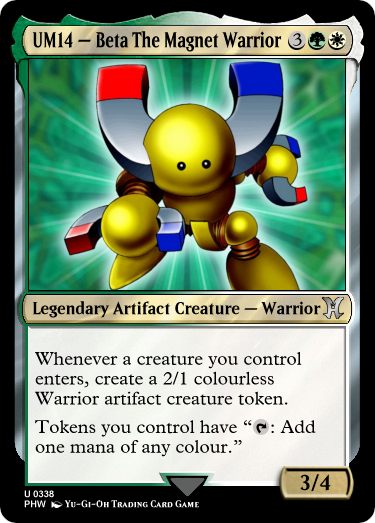 UM14 — Beta The Magnet Warrior 3
Legendary Artifact Creature — Warrior
Whenever a creature you control
enters, create a 2/1 colourless
Warrior artifact creature token.
Tokens you control have “: Add
one mana of any colour.”
3/4
U 0338
PHW Yu-Gi-Oh Trading Card Game